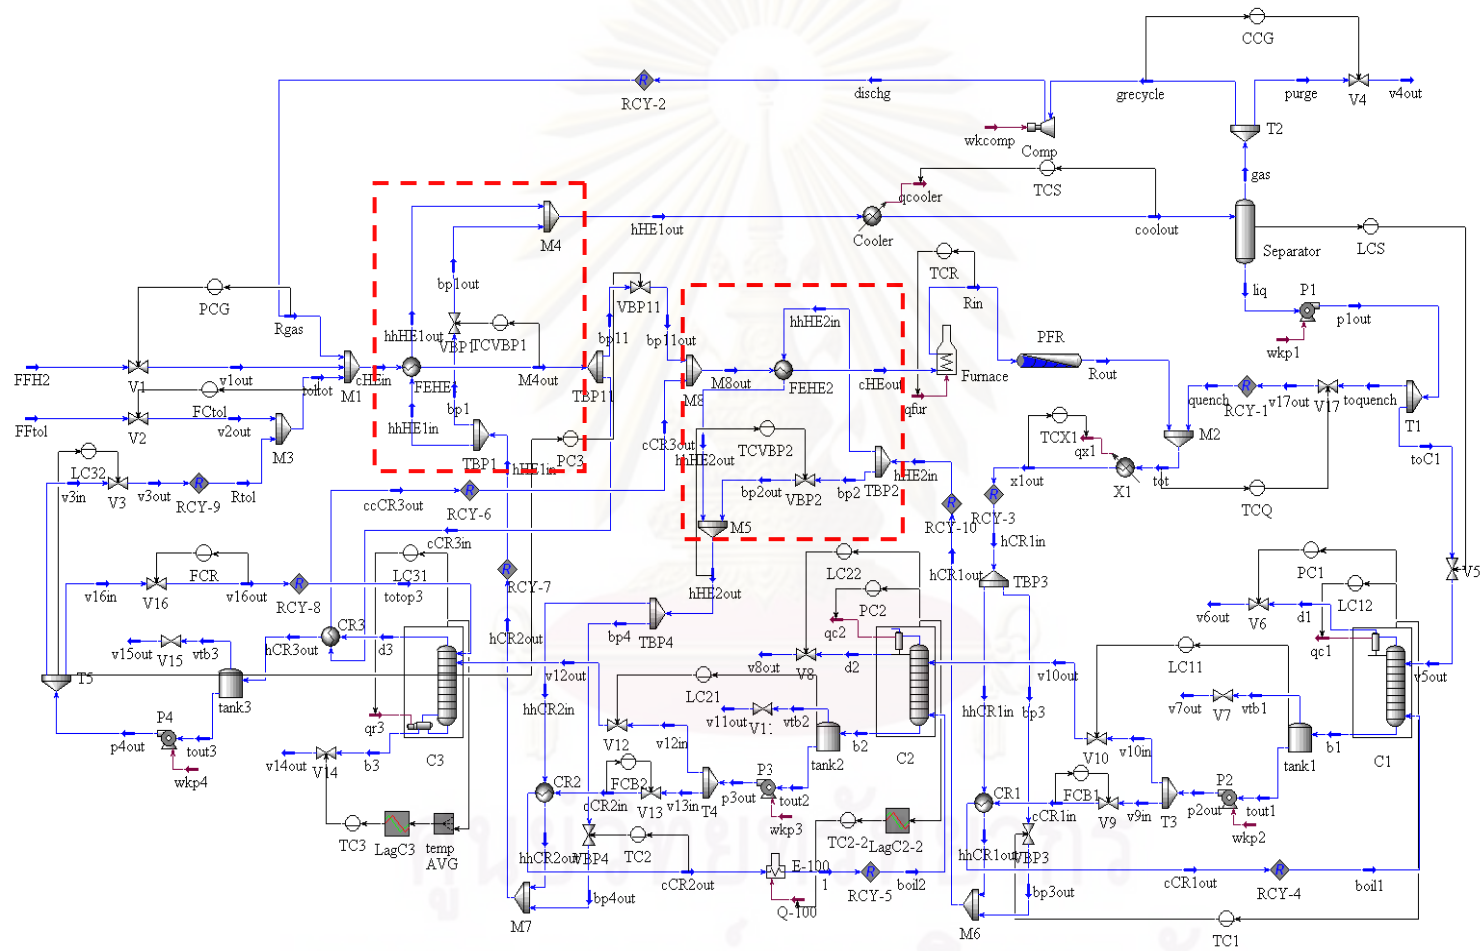 CCG
RCY-2
dischg
grecycle
purge
V4
v4out
T2
wkcomp
Comp
gas
qcooler
TCS
hHE1out
Cooler
coolout
Separator
LCS
M4
bp1out
PCG
Rgas
hhHE1out
VBP1
TCVBP1
bp11
VBP11
bp11out
hhHE2in
TCR
Rin
liq
P1
p1out
wkp1
PFR
FFH2
V1
v1out
M1
cHEin
FEHE1
M4out
TBP11
M8
M8out
FEHE2
cHEout
Furnace
Rout
FCtol
toltot
FFtol
V2
v2out
M3
bp1
hhHE1in
TBP1
hHE1in
PC3
cCR3out
hhHE2out
TCVBP2
qfur
quench
RCY-1
v17out
V17
toquench
T1
TCX1
qx1
M2
toC1
LC32
v3in
V3
v3out
RCY-9
Rtol
ccCR3out
RCY-6
cCR3in
bp2out
VBP2
bp2
TBP2
hHE2in
M5
RCY-10
x1out
RCY-3
X1
tot
TCQ
hCR1in
hCR1out
FCR
v16in
V16
v16out
RCY-8
totop3
LC31
RCY-7
hCR2out
hHE2out
LC22
PC2
TBP3
PC1
LC12
V5
v15out
V15
vtb3
hCR3out
CR3
d3
bp4
TBP4
qc2
v8out
V8
d2
v6out
V6
d1
qc1
T5
tank3
v12out
LC21
v10out
LC11
v5out
P4
p4out
tout3
wkp4
qr3
hhCR2in
v11out
vtb2
V12
v12in
tank2
b2
C2
hhCR1in
bp3
v7out
V7
vtb1
V10
v10in
tank1
b1
C1
v14out
V14
b3
C3
CR2
FCB2
cCR2in
V13
v13in
T4
p3out
P3
tout2
wkp3
CR1
FCB1
cCR1in
V9
v9in
T3
p2out
P2
tout1
wkp2
TC3
LagC3
temp
AVG
hhCR2out
VBP4
TC2
TC2-2
LagC2-2
E-100
1
RCY-5
boil2
cCR2out
Q-100
hhCR1out
VBP3
cCR1out
RCY-4
boil1
M7
bp4out
M6
bp3out
TC1